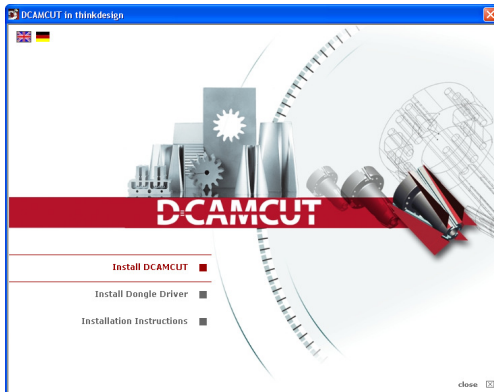 DCAMCUT in thinkdesign
D-CAMCUT
Install DCAMCUT
Install Dongle Driver
Installation Instructions
close